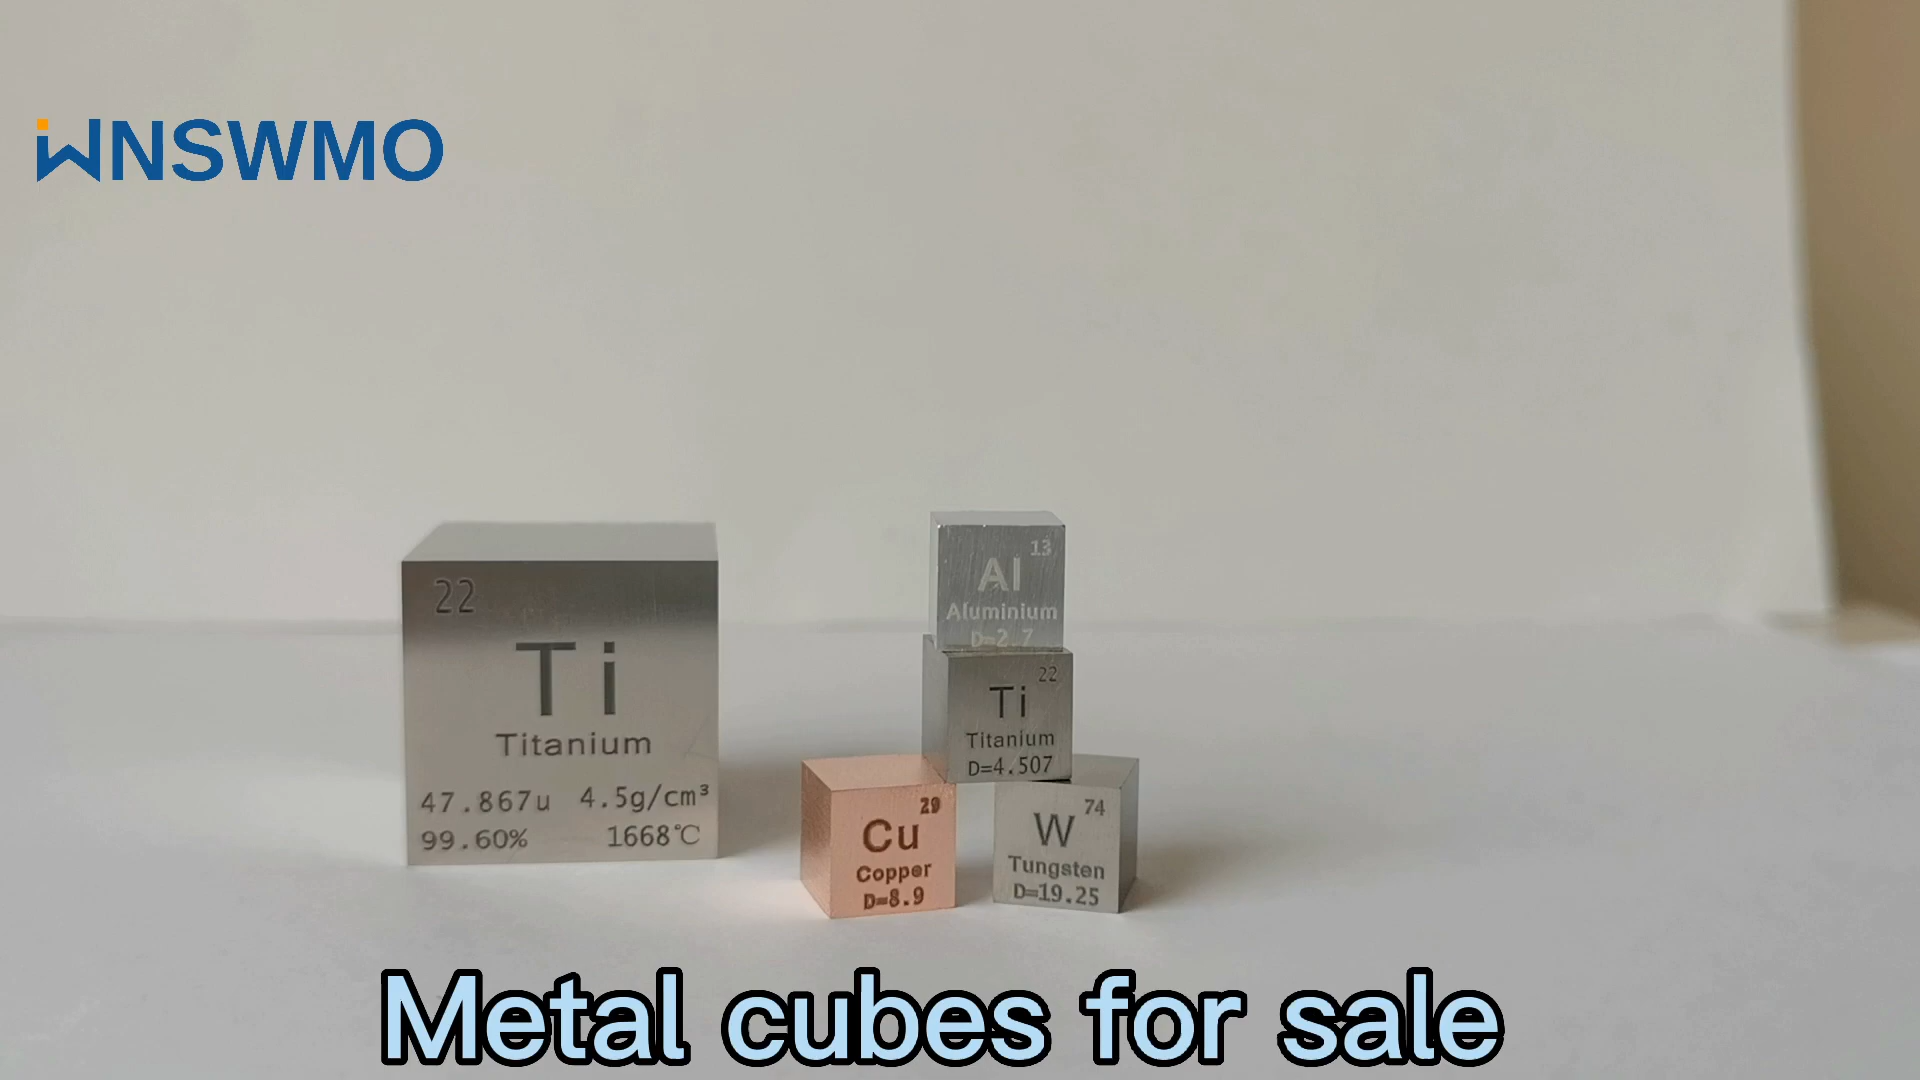 WNSWMO
22
Ti
Titanium
47.867u 4.5g/cm³
99.60% 1668℃
13
Al
Aluminium
D=2.7
22
Ti
Titanium
D=4.507
29
Cu
Copper
D=8.9
74
W
Tungsten
D=19.25
Metal cubes for sale